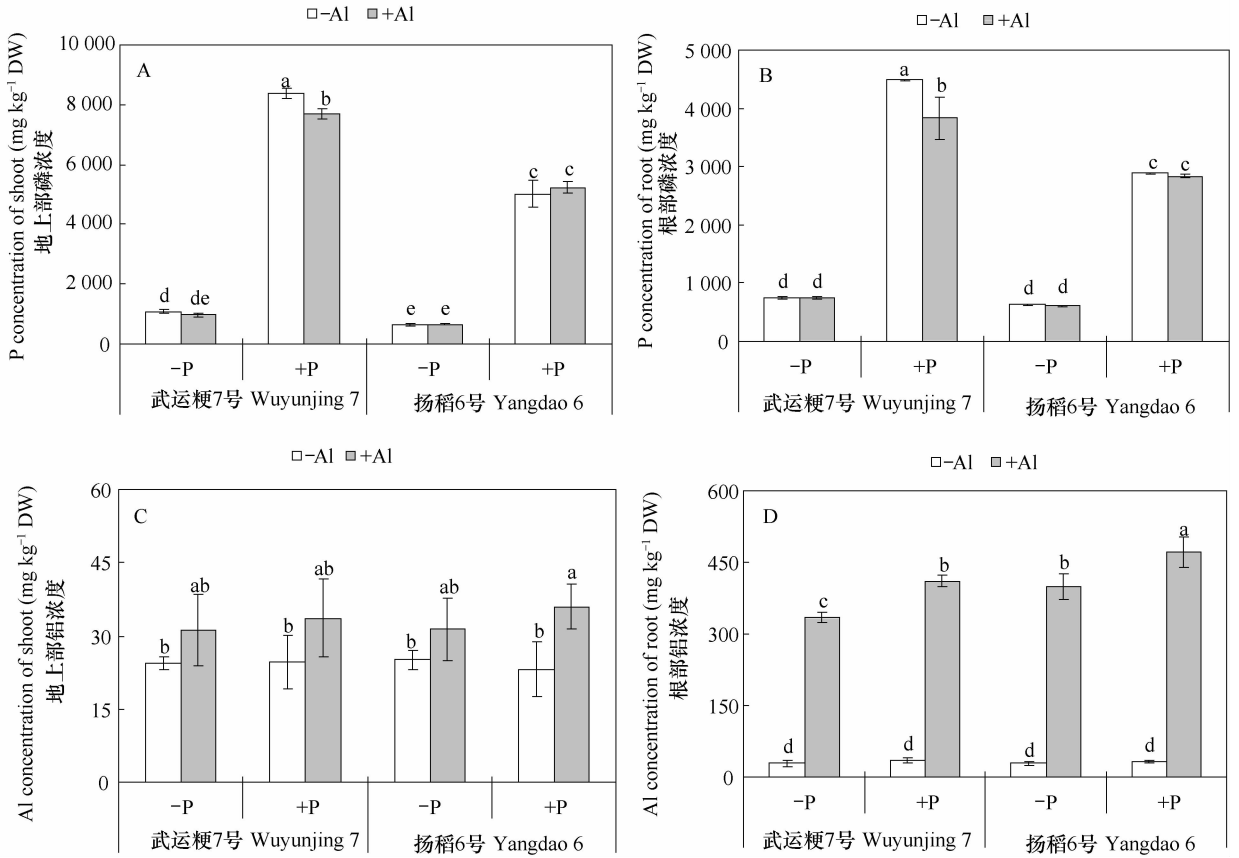 −Al +Al
P concentration of shoot (mg kg⁻¹ DW)
地上部磷浓度
10 000
8 000
6 000
4 000
2 000
0
A
d de a b e e c c
−P +P −P +P
武运粳7号 Wuyunjing 7 扬稻6号 Yangdao 6
−Al +Al
P concentration of root (mg kg⁻¹ DW)
根部磷浓度
5 000
4 000
3 000
2 000
1 000
0
B
d d a b d d c c
−P +P −P +P
武运粳7号 Wuyunjing 7 扬稻6号 Yangdao 6
−Al +Al
Al concentration of shoot (mg kg⁻¹ DW)
地上部铝浓度
60
45
30
15
0
C
b ab b ab b ab b a
−P +P −P +P
武运粳7号 Wuyunjing 7 扬稻6号 Yangdao 6
−Al +Al
Al concentration of root (mg kg⁻¹ DW)
根部铝浓度
600
450
300
150
0
D
d c d b d b d a
−P +P −P +P
武运粳7号 Wuyunjing 7 扬稻6号 Yangdao 6